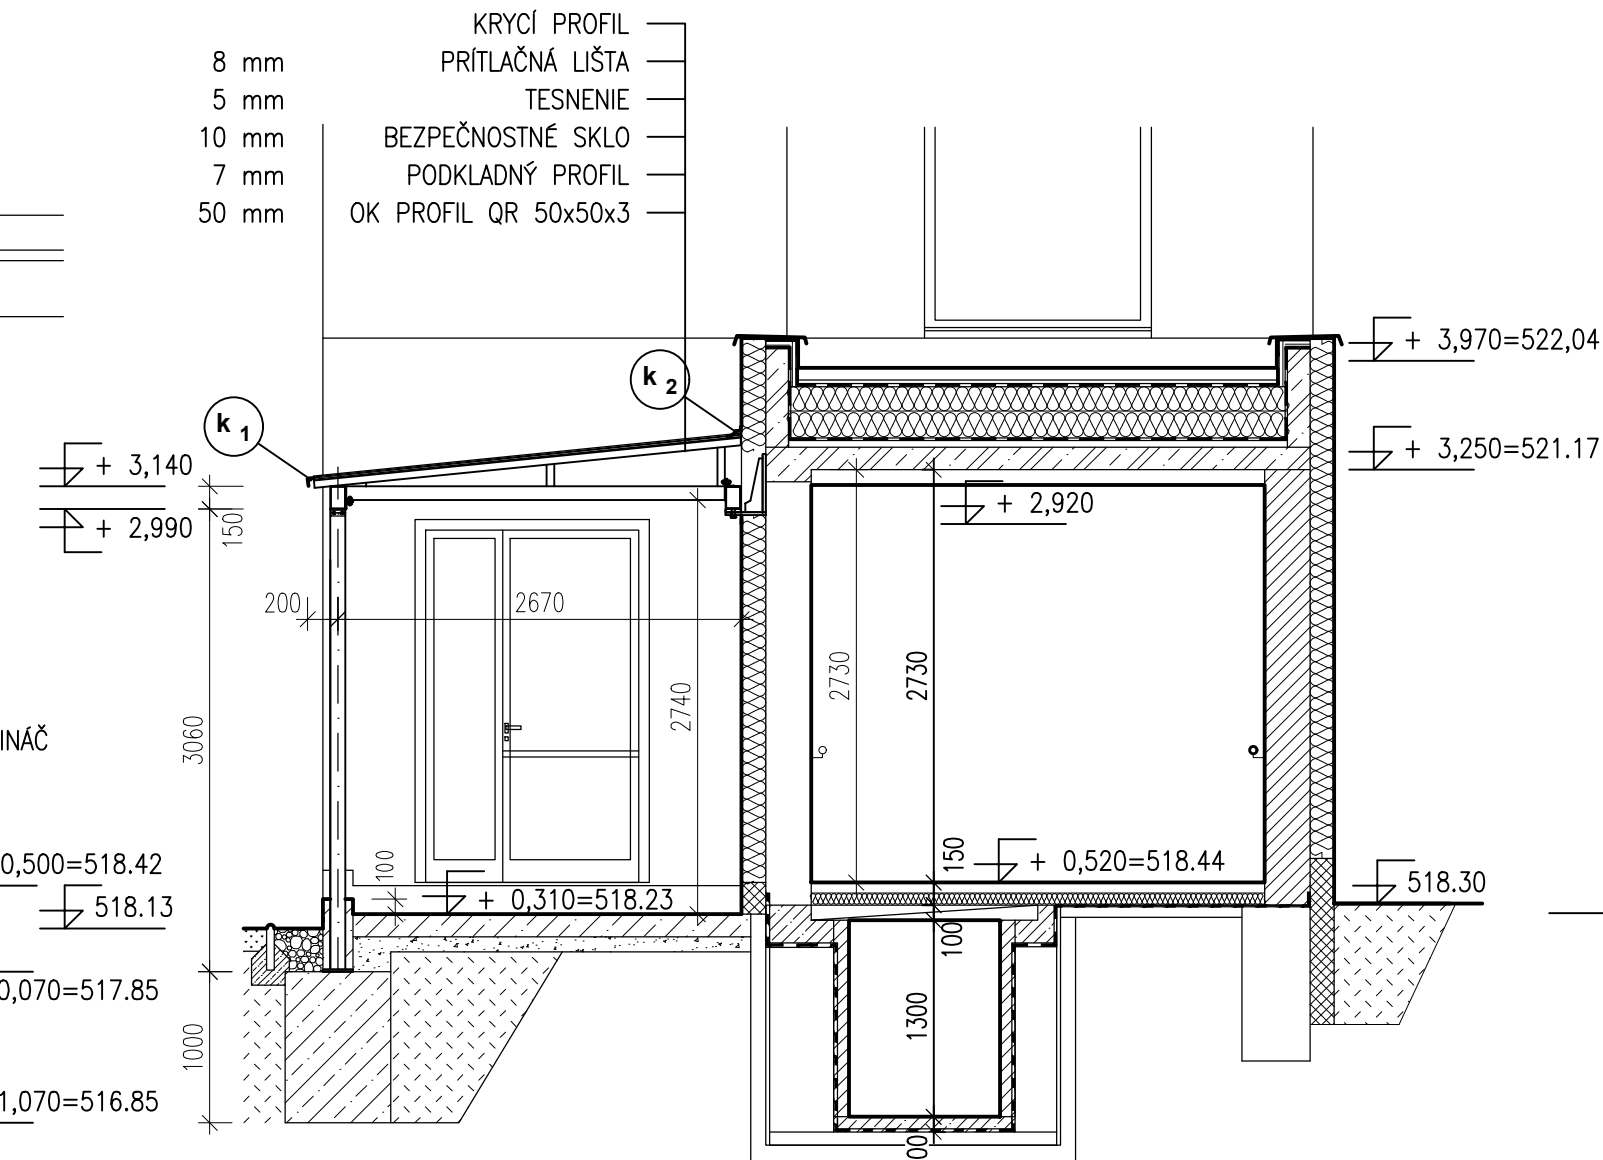 KRYCÍ PROFIL
8 mm PRÍTLAČNÁ LIŠTA
5 mm TESNENIE
10 mm BEZPEČNOSTNÉ SKLO
7 mm PODKLADNÝ PROFIL
50 mm OK PROFIL QR 50x50x3
+ 3,970=522,04
k 2
k 1
+ 3,140
+ 3,250=521.17
+ 2,920
+ 2,990
150
200
2670
2730
2730
2740
3060
INÁČ
0,500=518.42
100
150
+ 0,520=518.44
518.30
518.13
+ 0,310=518.23
100
0,070=517.85
1300
1000
1,070=516.85
00